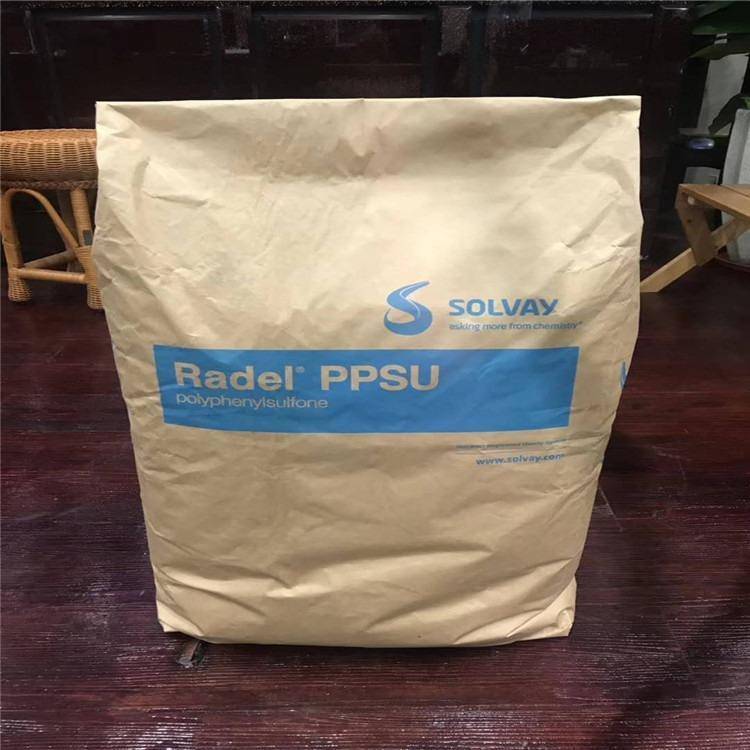 SOLVAY
asking more from chemistry®
Radel® PPSU
polyphenylsulfone
www.solvay.com